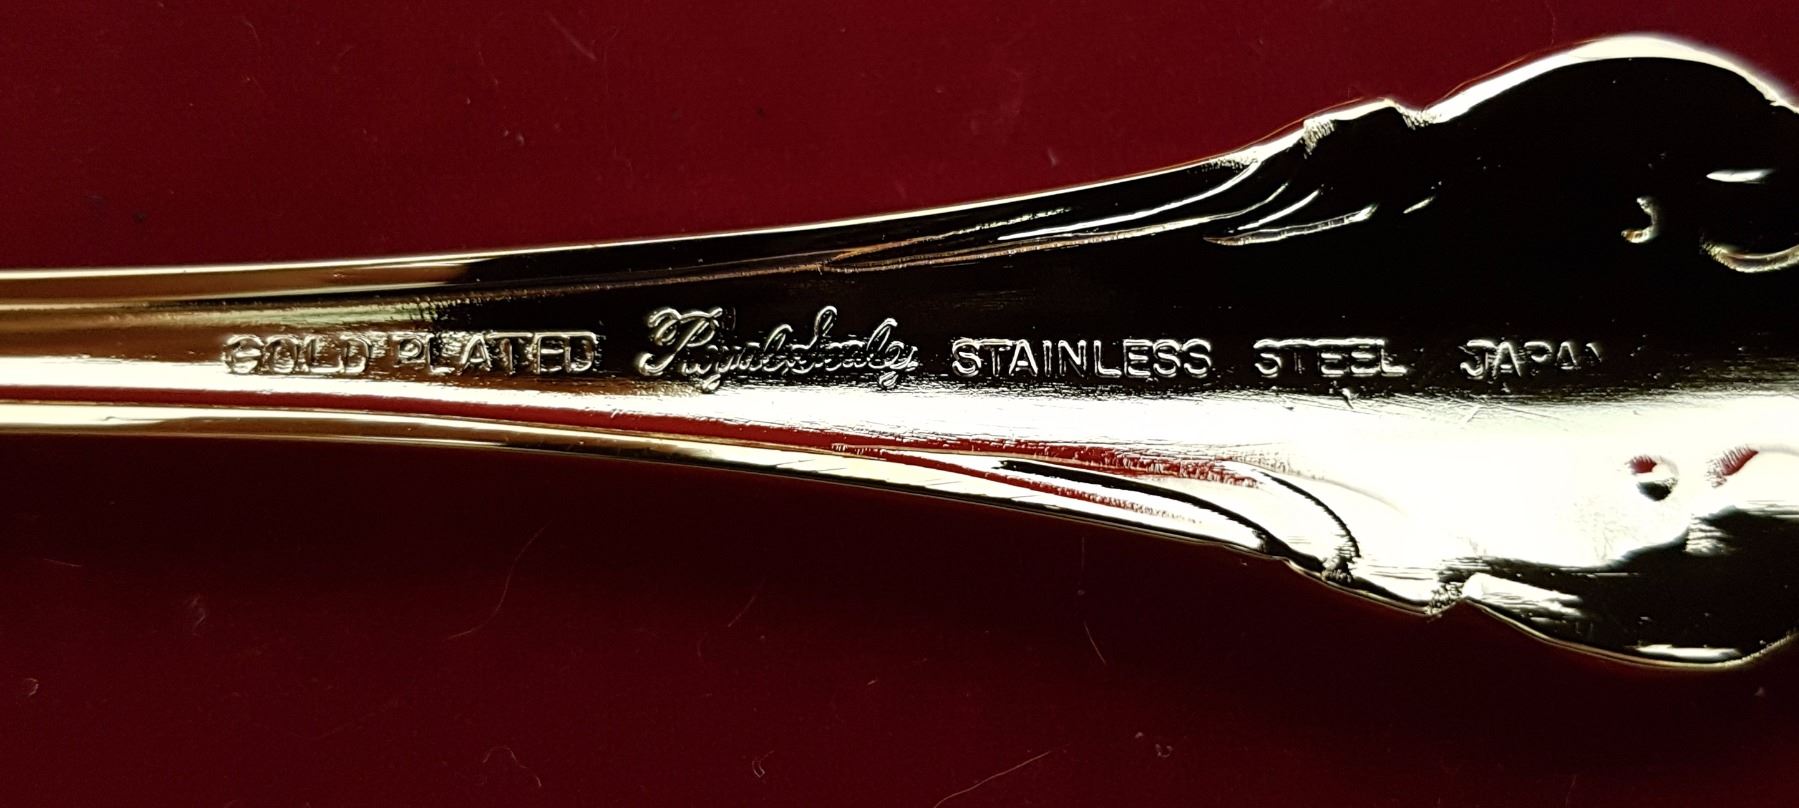 GOLD PLATED Royal Sealy STAINLESS STEEL JAPAN